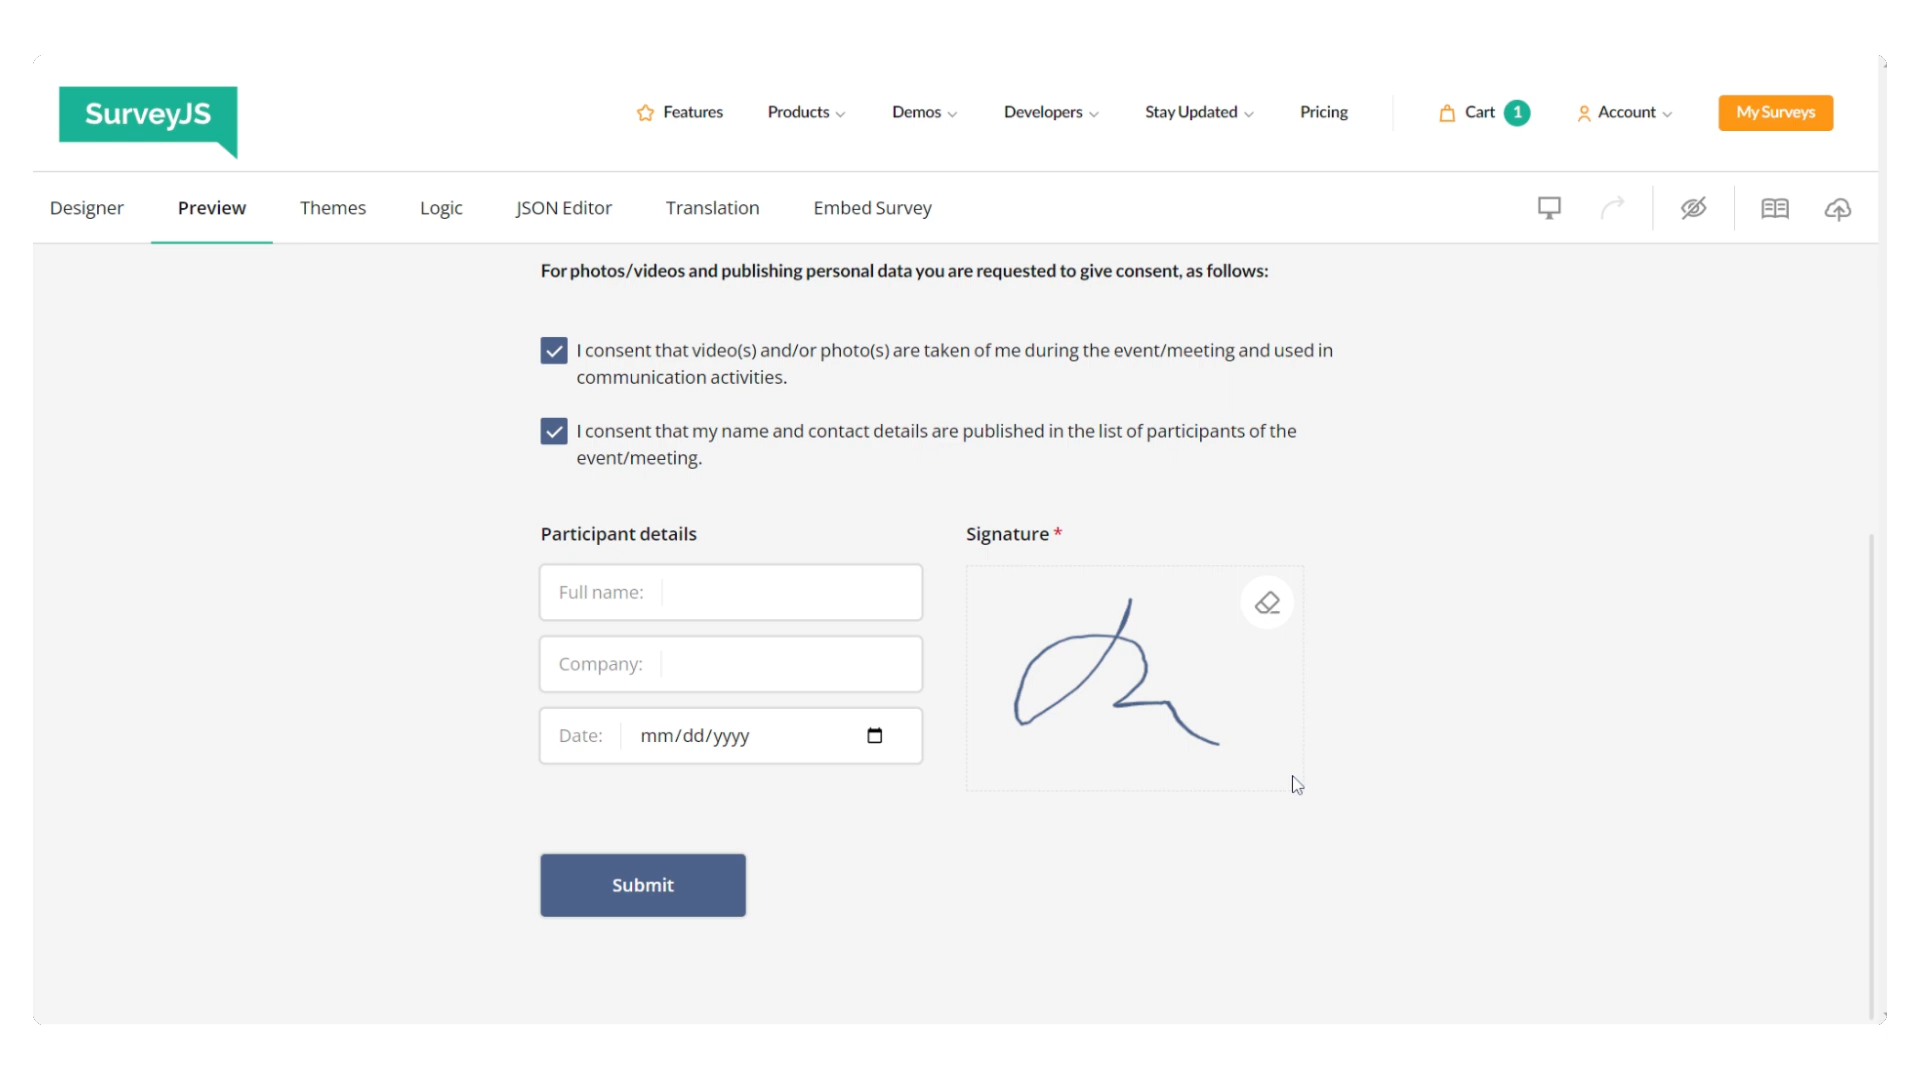 SurveyJS
Features Products Demos Developers Stay Updated Pricing Cart 1 Account My Surveys
Designer Preview Themes Logic JSON Editor Translation Embed Survey
For photos/videos and publishing personal data you are requested to give consent, as follows:
I consent that video(s) and/or photo(s) are taken of me during the event/meeting and used in
communication activities.
I consent that my name and contact details are published in the list of participants of the
event/meeting.
Participant details
Signature *
Full name:
Company:
Date: mm/dd/yyyy
Submit